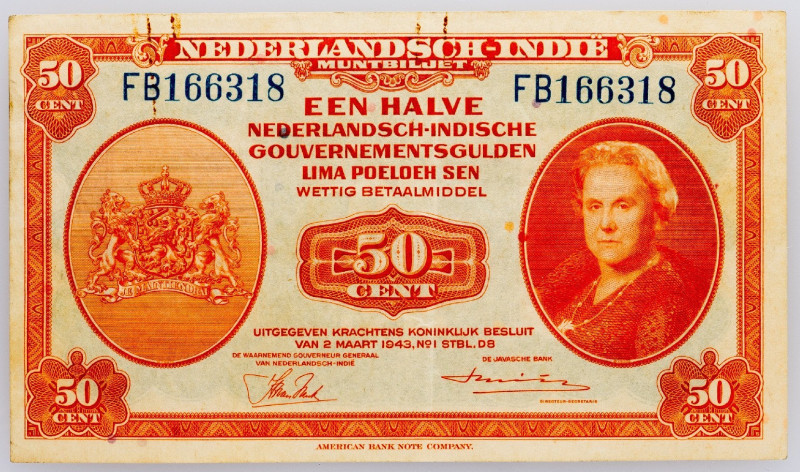 NEDERLANDSCH-INDIË
MUNTBILJET
50 CENT
50 CENT
FB166318
FB166318
EEN HALVE
NEDERLANDSCH-INDISCHE
GOUVERNEMENTSGULDEN
LIMA POELOEH SEN
WETTIG BETAALMIDDEL
50
CENT
UITGEGEVEN KRACHTENS KONINKLIJK BESLUIT
VAN 2 MAART 1943, No1 STBL. D8
DE WAARNEMEND GOUVERNEUR GENERAAL
VAN NEDERLANDSCH-INDIË
DE JAVASCHE BANK
DIRECTEUR-SECRETARIS
50 CENT
50 CENT
AMERICAN BANK NOTE COMPANY.